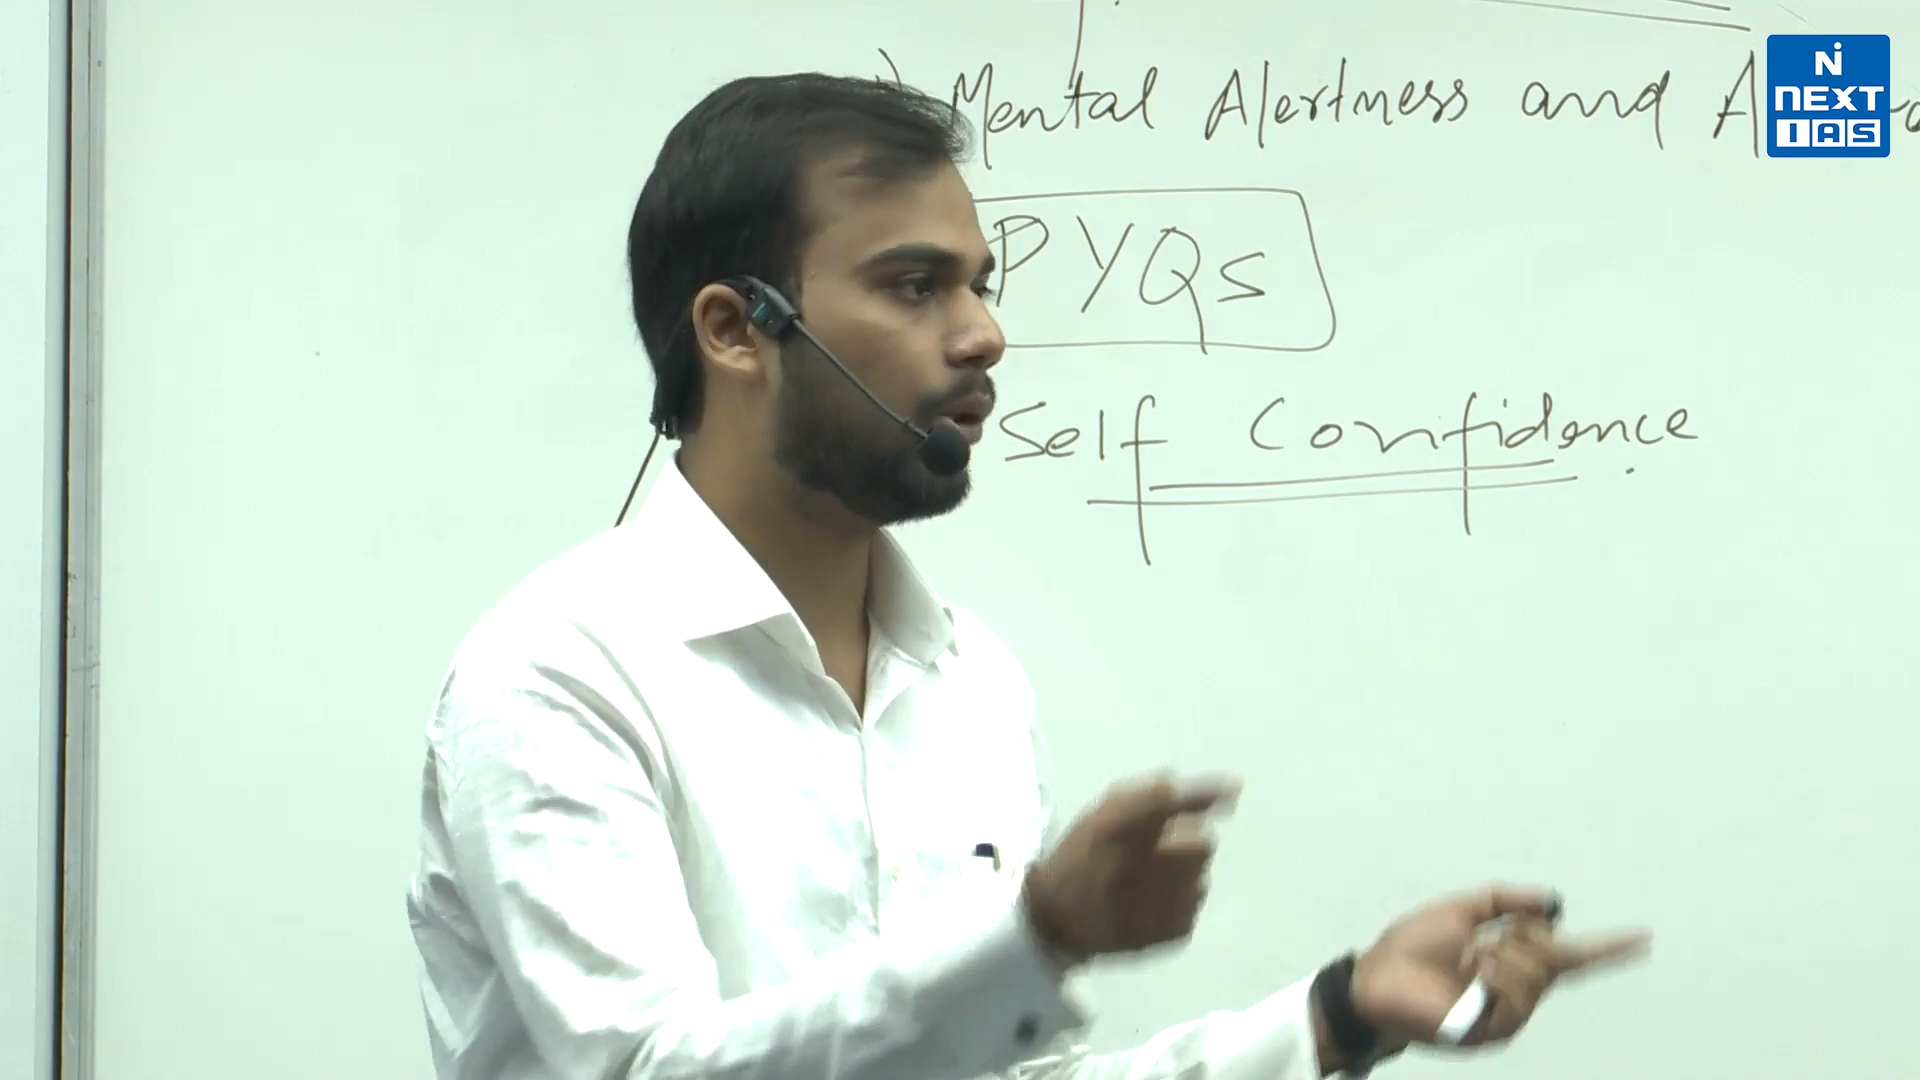 Mental Alertness and
PYQs
Self Confidence
N
NEXT
IAS